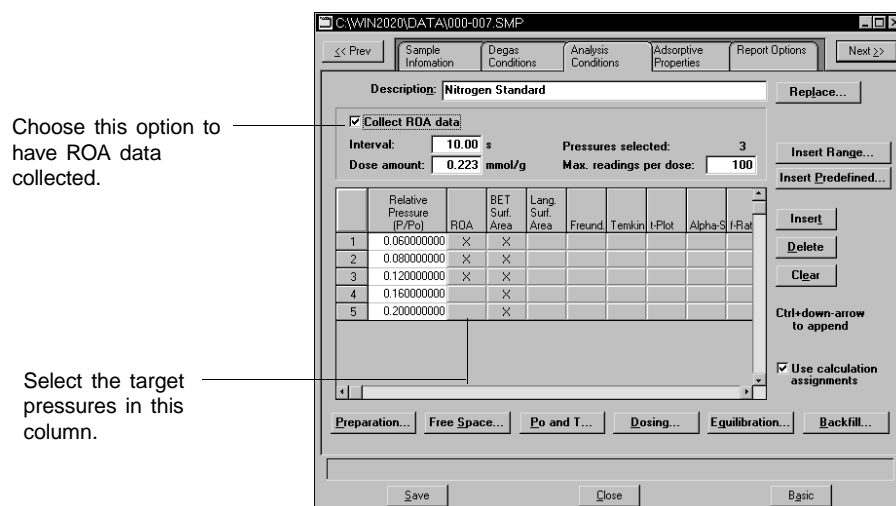 C:\WIN2020\DATA\000-007.SMP
<< Prev
Sample Infomation
Degas Conditions
Analysis Conditions
Adsorptive Properties
Report Options
Next >>
Description: Nitrogen Standard
Replace...
Choose this option to
have ROA data
collected.
Collect ROA data
Interval: 10.00 s Pressures selected: 3
Dose amount: 0.223 mmol/g Max. readings per dose: 100
Insert Range...
Insert Predefined...
Relative Pressure (P/Po) ROA BET Surf. Area Lang. Surf. Area Freund. Temkin t-Plot Alpha-S f-Rat
1 0.060000000 X X
2 0.080000000 X X
3 0.120000000 X X
4 0.160000000 X
5 0.200000000 X
Insert
Delete
Clear
Ctrl+down-arrow
to append
Select the target
pressures in this
column.
Use calculation
assignments
Preparation... Free Space... Po and T... Dosing... Equilibration... Backfill...
Save Close Basic